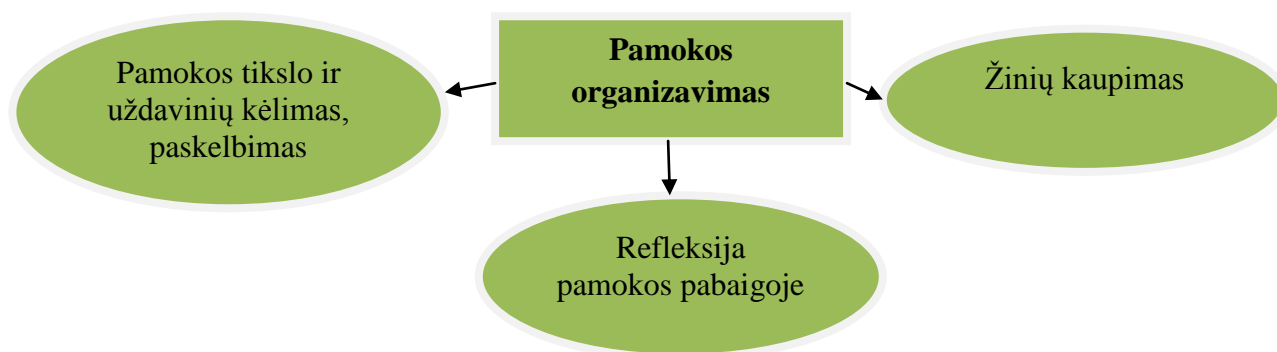 Pamokos
organizavimas
Pamokos tikslo ir
uždavinių kėlimas,
paskelbimas
Žinių kaupimas
Refleksija
pamokos pabaigoje